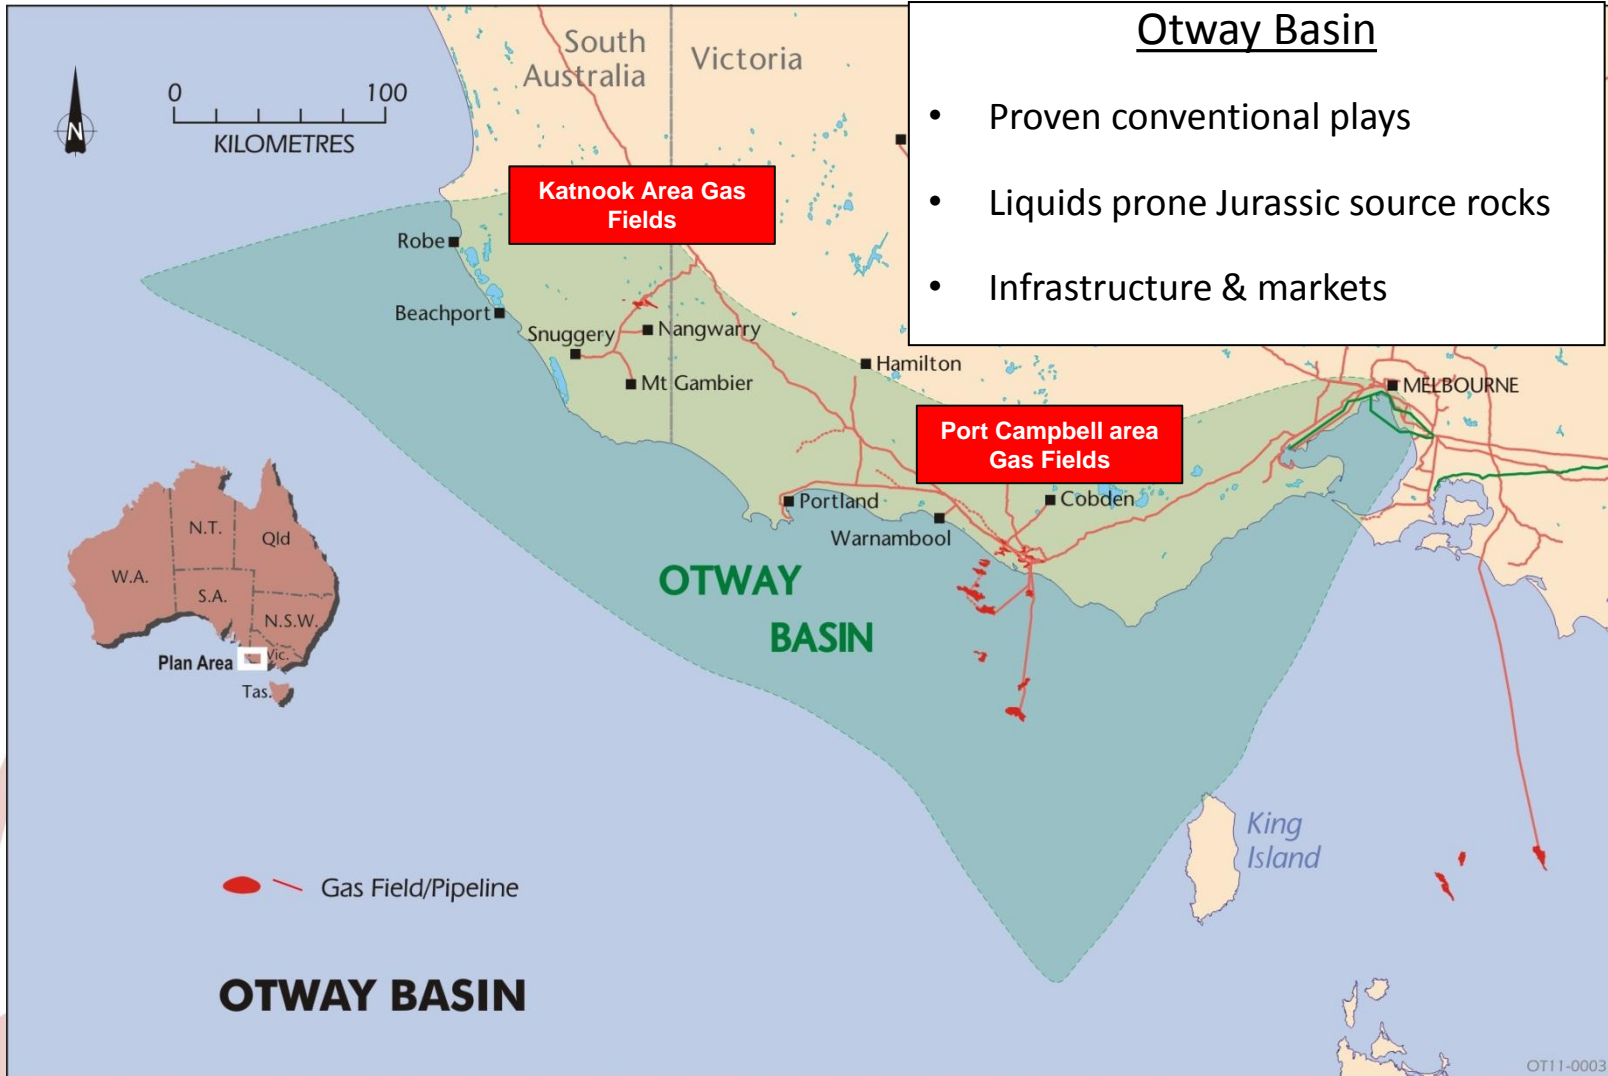 Otway Basin
• Proven conventional plays
• Liquids prone Jurassic source rocks
• Infrastructure & markets
South
Australia
Victoria
N
0 100
KILOMETRES
Katnook Area Gas
Fields
Robe
Beachport
Snuggery
Nangwarry
Mt Gambier
Hamilton
MELBOURNE
Port Campbell area
Gas Fields
Portland
Cobden
Warnambool
OTWAY
BASIN
N.T.
Qld
W.A.
S.A.
N.S.W.
Vic.
Plan Area
Tas.
King
Island
Gas Field/Pipeline
OTWAY BASIN
OT11-0003